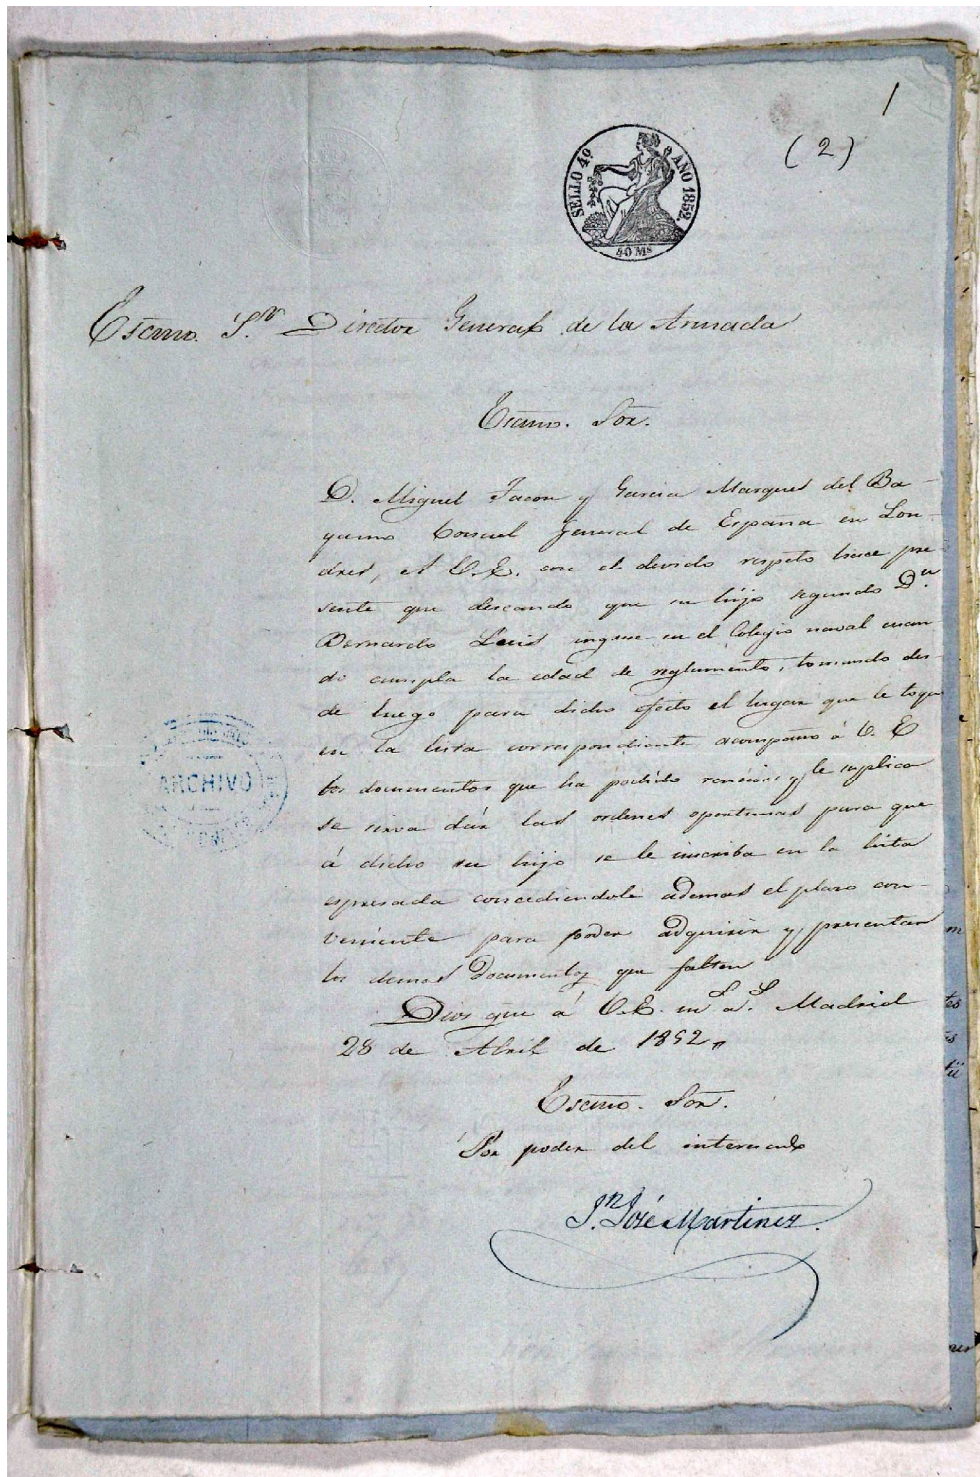 1
(2)
SELLO 4º AÑO 1852.
40 Ms
Escmo. Sr. Director General de la Armada
Escmo. Sor.
D. Miguel Tacon y Garcia Marques del Ba-
yamo Consul General de España en Lon-
dres, á V.E. con el devido respeto hace pre-
sente que deseando que su hijo segundo Dn
Bernardo Luis ingrese en el Colegio naval cuan
do cumpla la edad de reglamento, tomando des-
de luego para dicho efecto el lugar que le toque
en la lista correspondiente acompaño á V. E
los documentos que ha podido reunir y le suplica
se sirva dár las ordenes oportunas para que
á dicho su hijo se le inscriba en la lista
espresada concediendole ademas el plazo con-
veniente para poder adquirir y presentar
los demas Documentos que falten
Dios gue á V.E. ms as. Madrid
28 de Abril de 1852
Escmo. Sor.
Por poder del interesado
Jn. José Martinez.
ARCHIVO